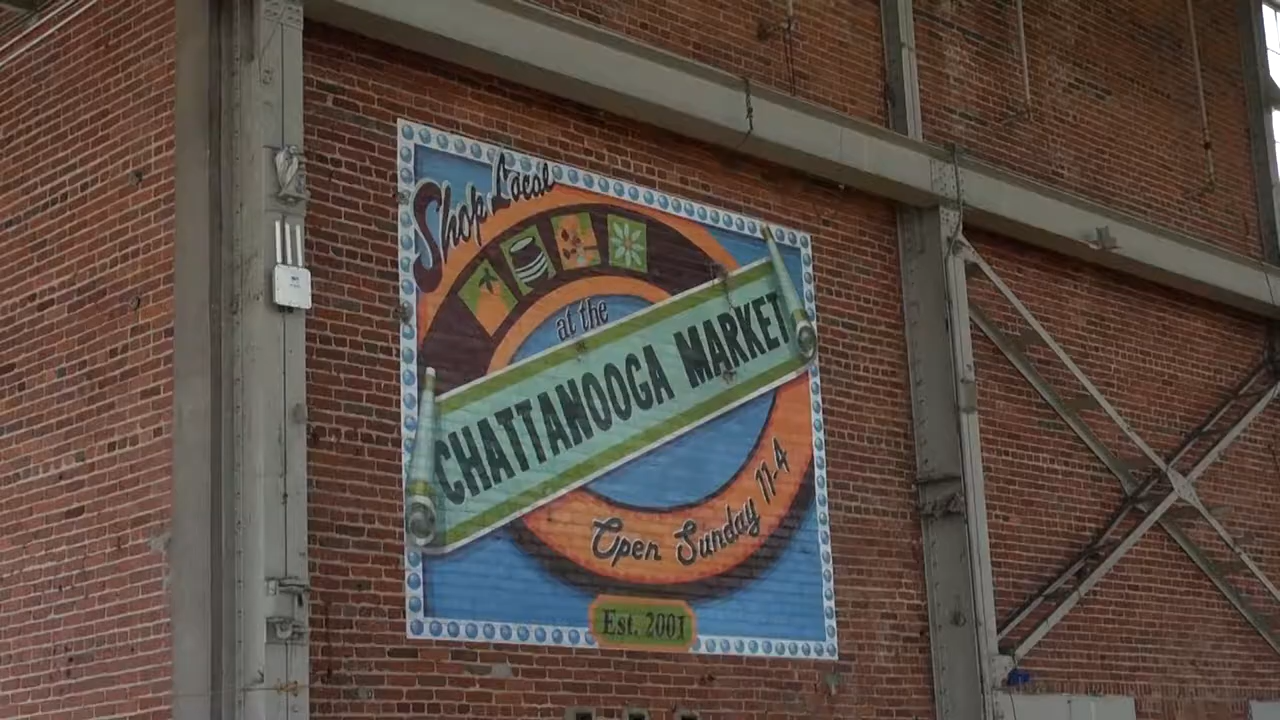 Shop Local
at the
CHATTANOOGA MARKET
Open Sunday 11-4
Est. 2001